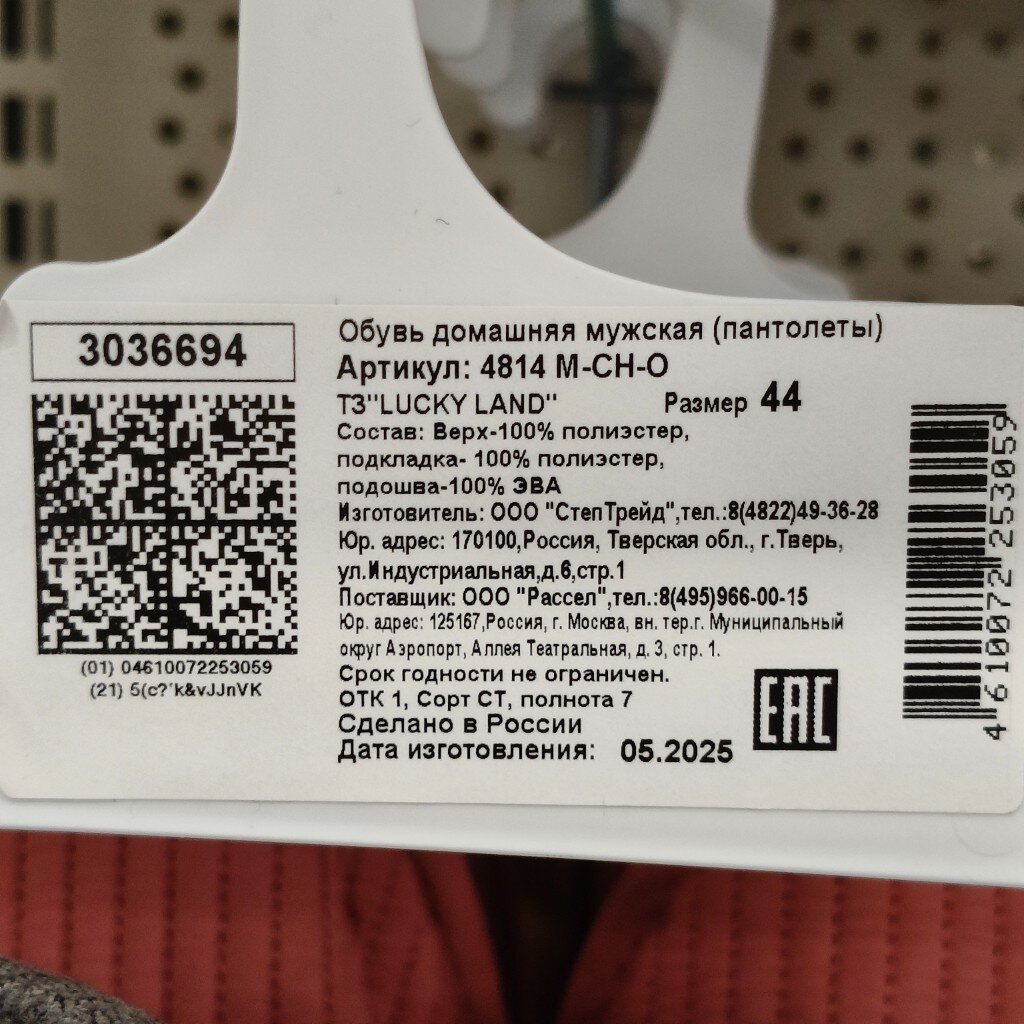 3036694
(01) 04610072253059
(21) 5(c?'k&vJJnVK
Обувь домашняя мужская (пантолеты)
Артикул: 4814 М-СН-О
ТЗ"LUCKY LAND" Размер 44
Состав: Верх-100% полиэстер,
подкладка- 100% полиэстер,
подошва-100% ЭВА
Изготовитель: ООО "СтепТрейд",тел.:8(4822)49-36-28
Юр. адрес: 170100,Россия, Тверская обл., г.Тверь,
ул.Индустриальная,д.6,стр.1
Поставщик: ООО "Рассел",тел.:8(495)966-00-15
Юр. адрес: 125167,Россия, г. Москва, вн. тер.г. Муниципальный
округ Аэропорт, Аллея Театральная, д. 3, стр. 1.
Срок годности не ограничен.
ОТК 1, Сорт СТ, полнота 7
Сделано в России
Дата изготовления: 05.2025
EAC
4 610072 253059